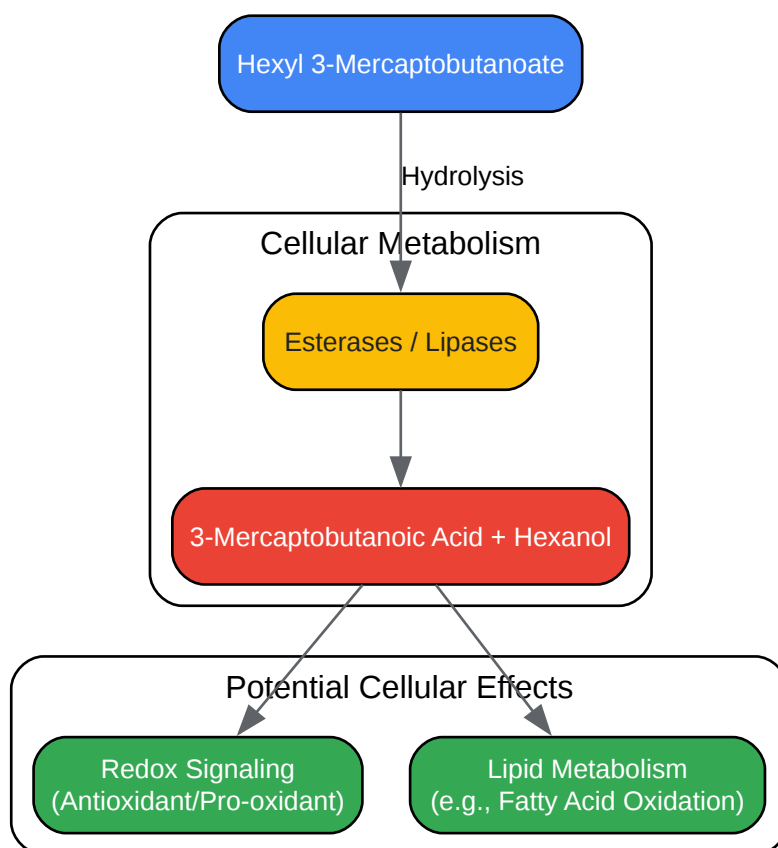 Hexyl 3-Mercaptobutanoate
Hydrolysis
Cellular Metabolism
Esterases / Lipases
3-Mercaptobutanoic Acid + Hexanol
Potential Cellular Effects
Redox Signaling
(Antioxidant/Pro-oxidant)
Lipid Metabolism
(e.g., Fatty Acid Oxidation)